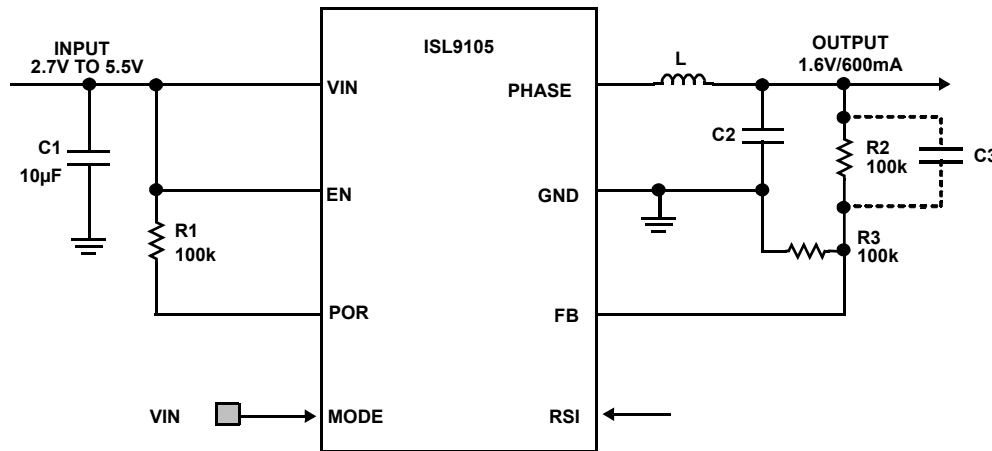 ISL9105
INPUT
2.7V TO 5.5V
OUTPUT
1.6V/600mA
L
VIN
PHASE
C1
10µF
C2
R2
100k
C3
EN
GND
R1
100k
R3
100k
POR
FB
VIN
MODE
RSI